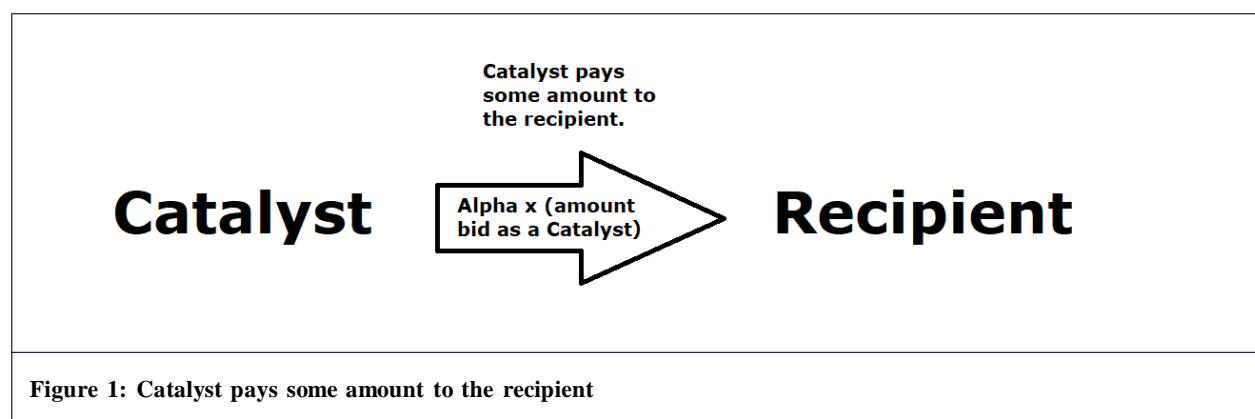 Catalyst pays
some amount to
the recipient.
Catalyst
Alpha x (amount
bid as a Catalyst)
Recipient
Figure 1: Catalyst pays some amount to the recipient